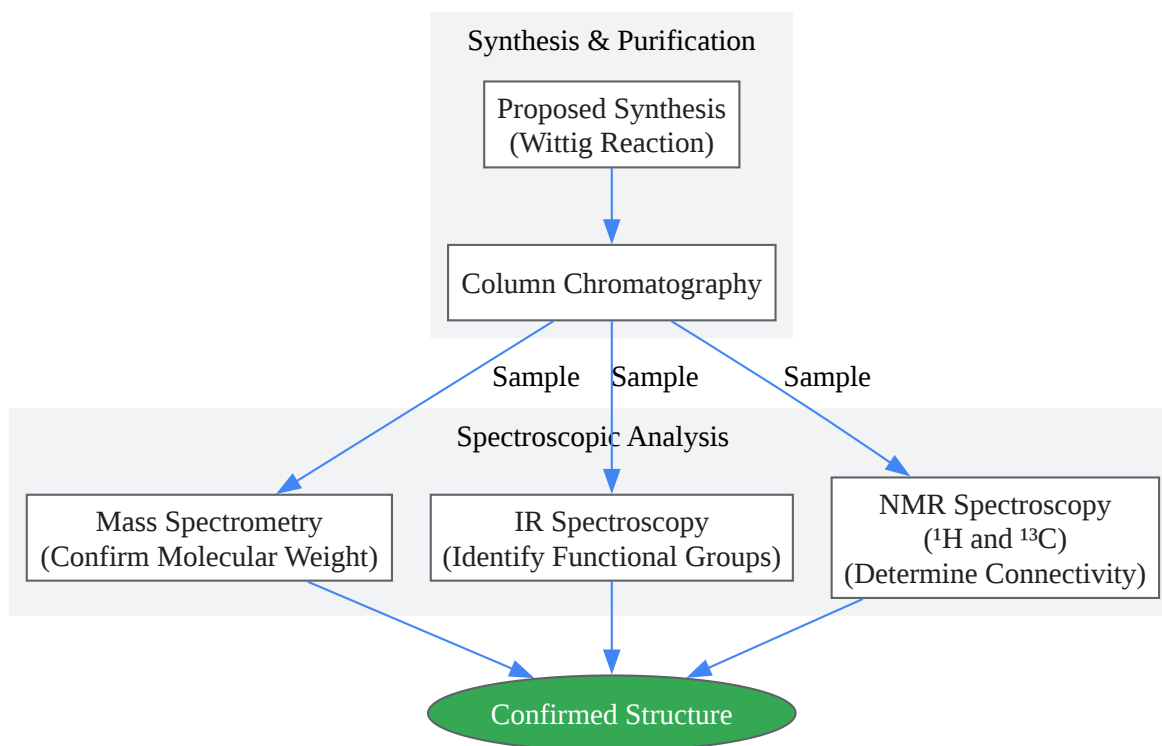 Synthesis & Purification
Proposed Synthesis
(Wittig Reaction)
Column Chromatography
Sample
Sample
Sample
Spectroscopic Analysis
Mass Spectrometry
(Confirm Molecular Weight)
IR Spectroscopy
(Identify Functional Groups)
NMR Spectroscopy
(¹H and ¹³C)
(Determine Connectivity)
Confirmed Structure